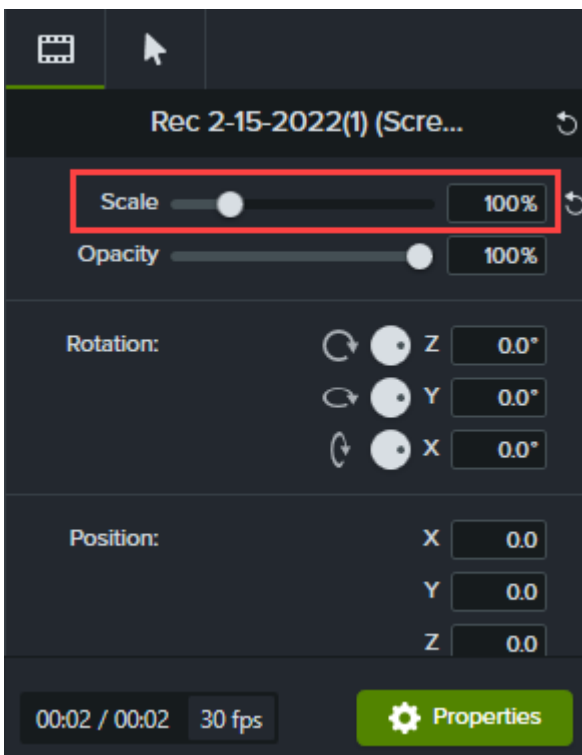 Rec 2-15-2022(1) (Scre...
Scale 100%
Opacity 100%
Rotation: Z 0.0°
Y 0.0°
X 0.0°
Position: X 0.0
Y 0.0
Z 0.0
00:02 / 00:02 30 fps Properties